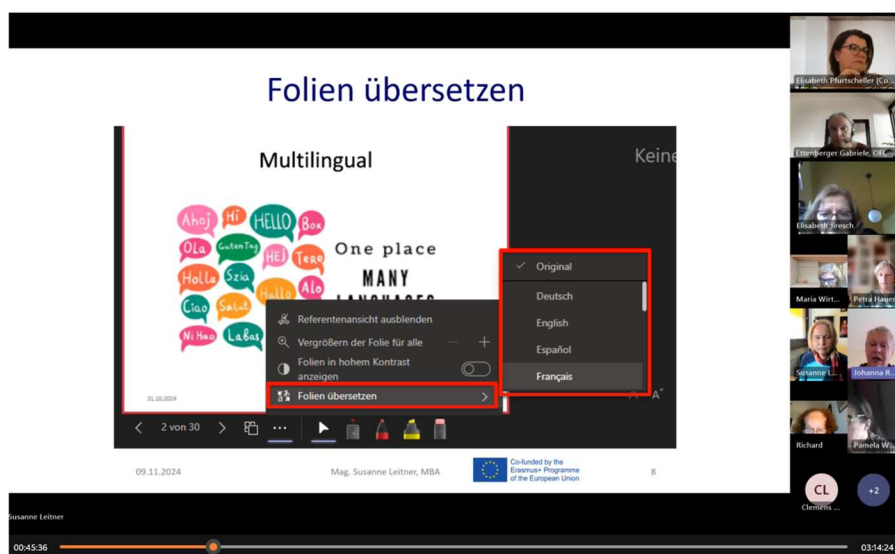 Folien übersetzen
Multilingual
Keine
Ahoj
Hi
HELLO
Box
Ola
Guten Tag
HEJ
Tere
Holla
Szia
Hallo
Alo
Ciao
Salut
Ni Hao
Labas
One place
MANY
LANGUAGES
Original
Deutsch
English
Español
Français
Referentenansicht ausblenden
Vergrößern der Folie für alle
Folien in hohem Kontrast
anzeigen
Folien übersetzen
31.10.2024
2 von 30
09.11.2024
Mag. Susanne Leitner, MBA
Co-funded by the
Erasmus+ Programme
of the European Union
8
Elisabeth Pfurtscheller [Co...
Ettenberger Gabriele, OFI...
Elisabeth Jiresch
Maria Wirt...
Petra Hauer
Susanne L...
Johanna R...
Richard
Pamela W...
CL
Clemens ...
+2
Susanne Leitner
00:45:36
03:14:24